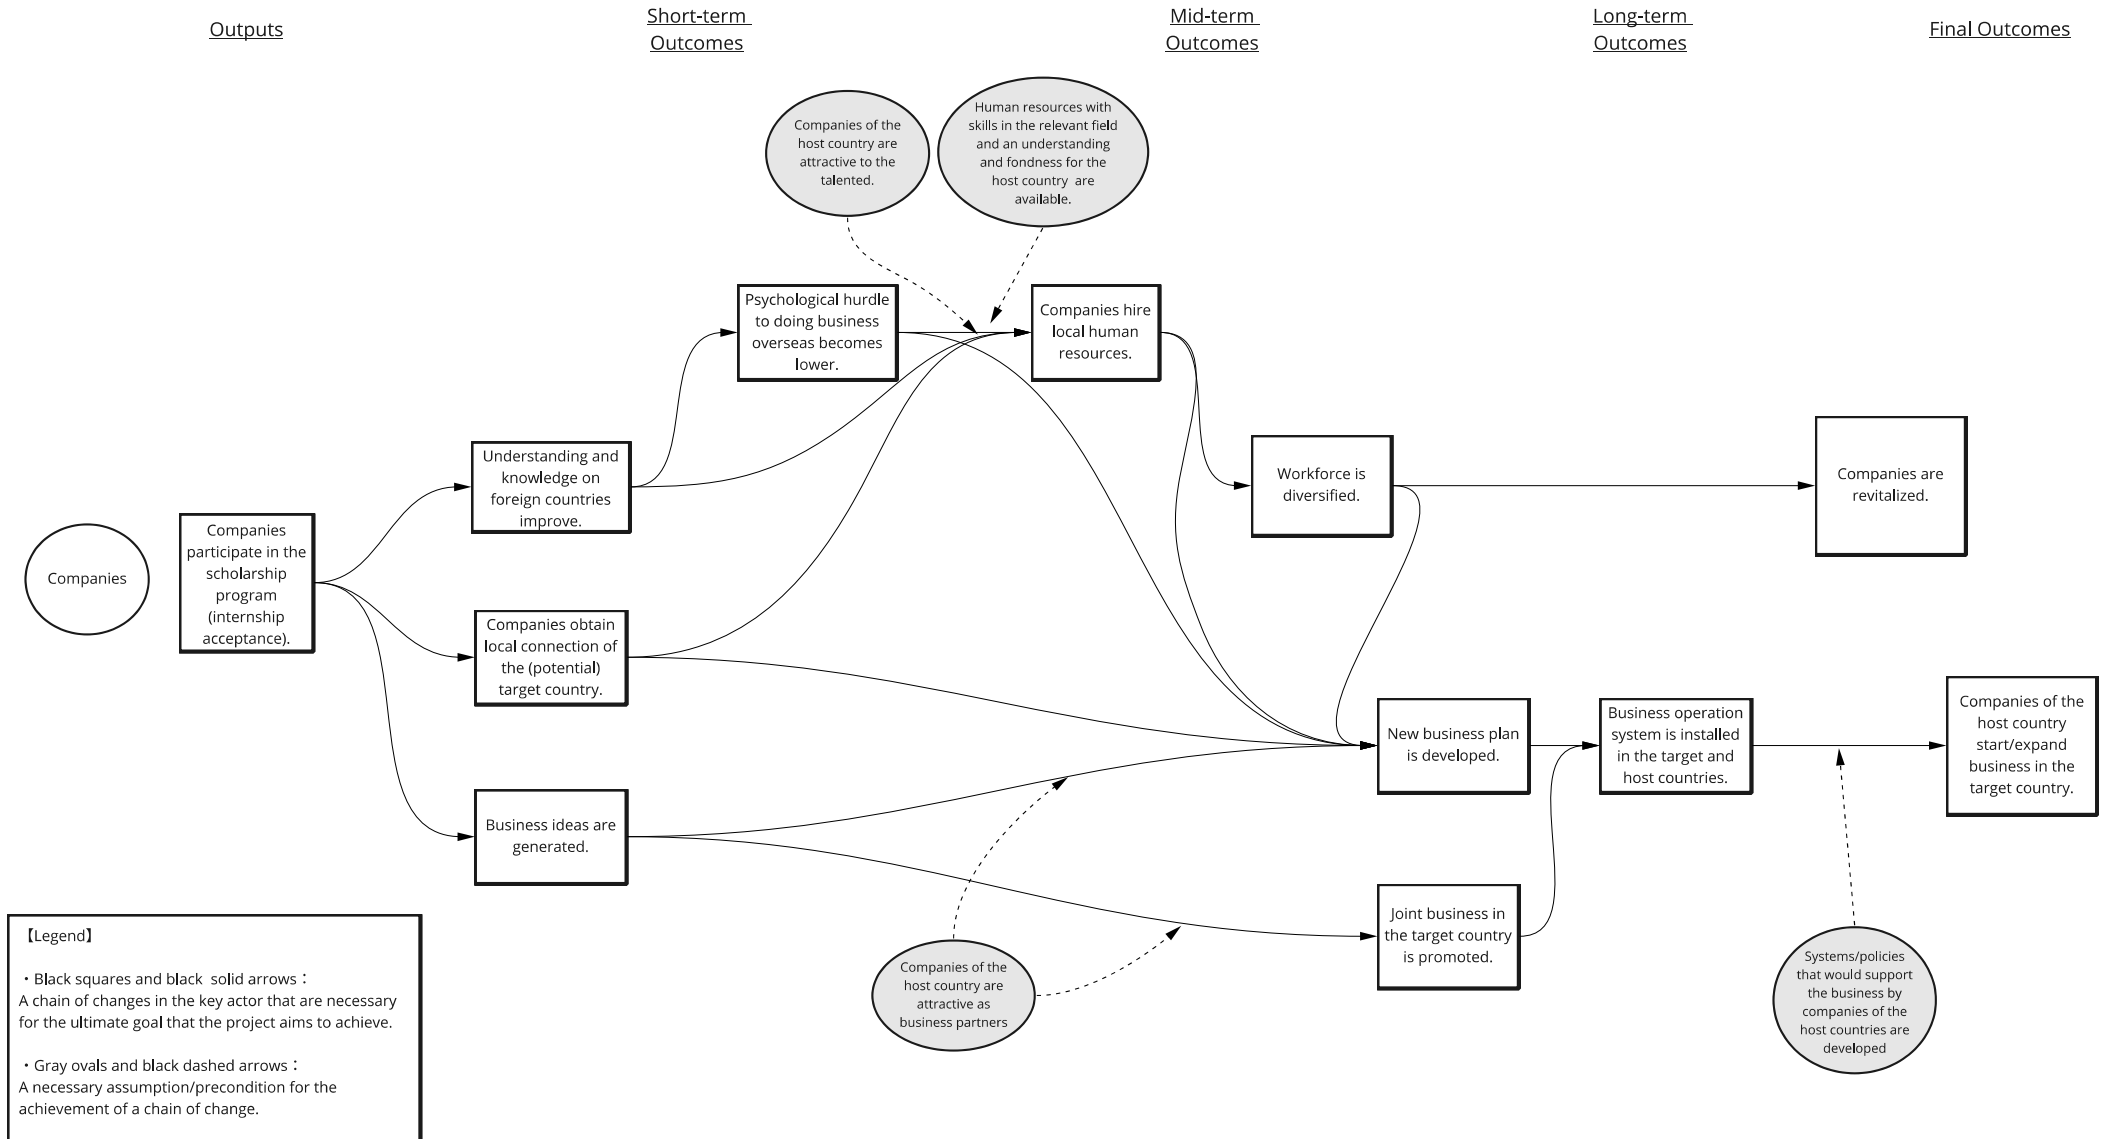 Outputs
Short-term
Outcomes
Mid-term
Outcomes
Long-term
Outcomes
Final Outcomes
Companies of the
host country are
attractive to the
talented.
Human resources with
skills in the relevant field
and an understanding
and fondness for the
host country are
available.
Psychological hurdle
to doing business
overseas becomes
lower.
Companies hire
local human
resources.
Understanding and
knowledge on
foreign countries
improve.
Workforce is
diversified.
Companies are
revitalized.
Companies
Companies
participate in the
scholarship
program
(internship
acceptance).
Companies obtain
local connection of
the (potential)
target country.
New business plan
is developed.
Business operation
system is installed
in the target and
host countries.
Companies of the
host country
start/expand
business in the
target country.
Business ideas are
generated.
Joint business in
the target country
is promoted.
Companies of the
host country are
attractive as
business partners
Systems/policies
that would support
the business by
companies of the
host countries are
developed
【Legend】
・Black squares and black solid arrows：
A chain of changes in the key actor that are necessary
for the ultimate goal that the project aims to achieve.
・Gray ovals and black dashed arrows：
A necessary assumption/precondition for the
achievement of a chain of change.